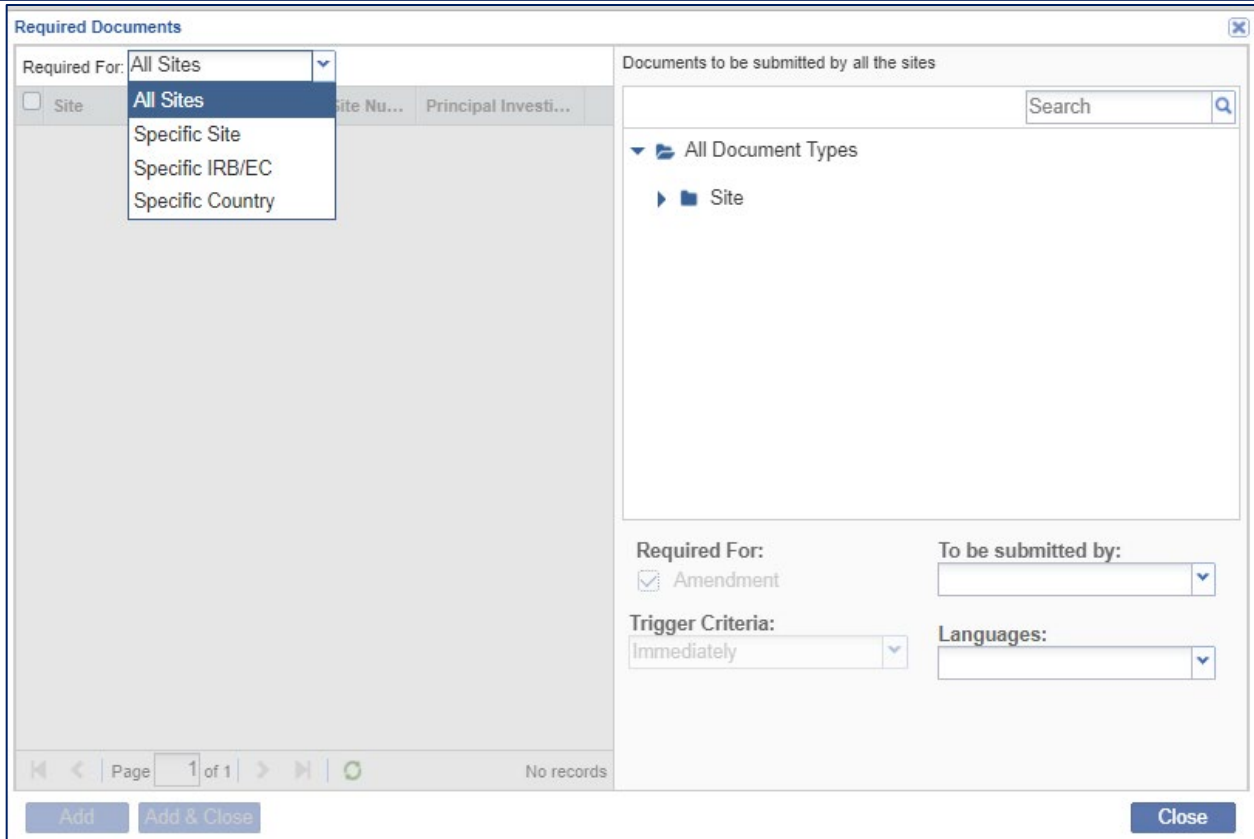 Required Documents
Required For: All Sites
Documents to be submitted by all the sites
Site
Site Nu...
Principal Investi...
All Sites
Specific Site
Specific IRB/EC
Specific Country
Search
All Document Types
Site
Required For:
To be submitted by:
Amendment
Trigger Criteria:
Languages:
Immediately
Page 1 of 1
No records
Add
Add & Close
Close